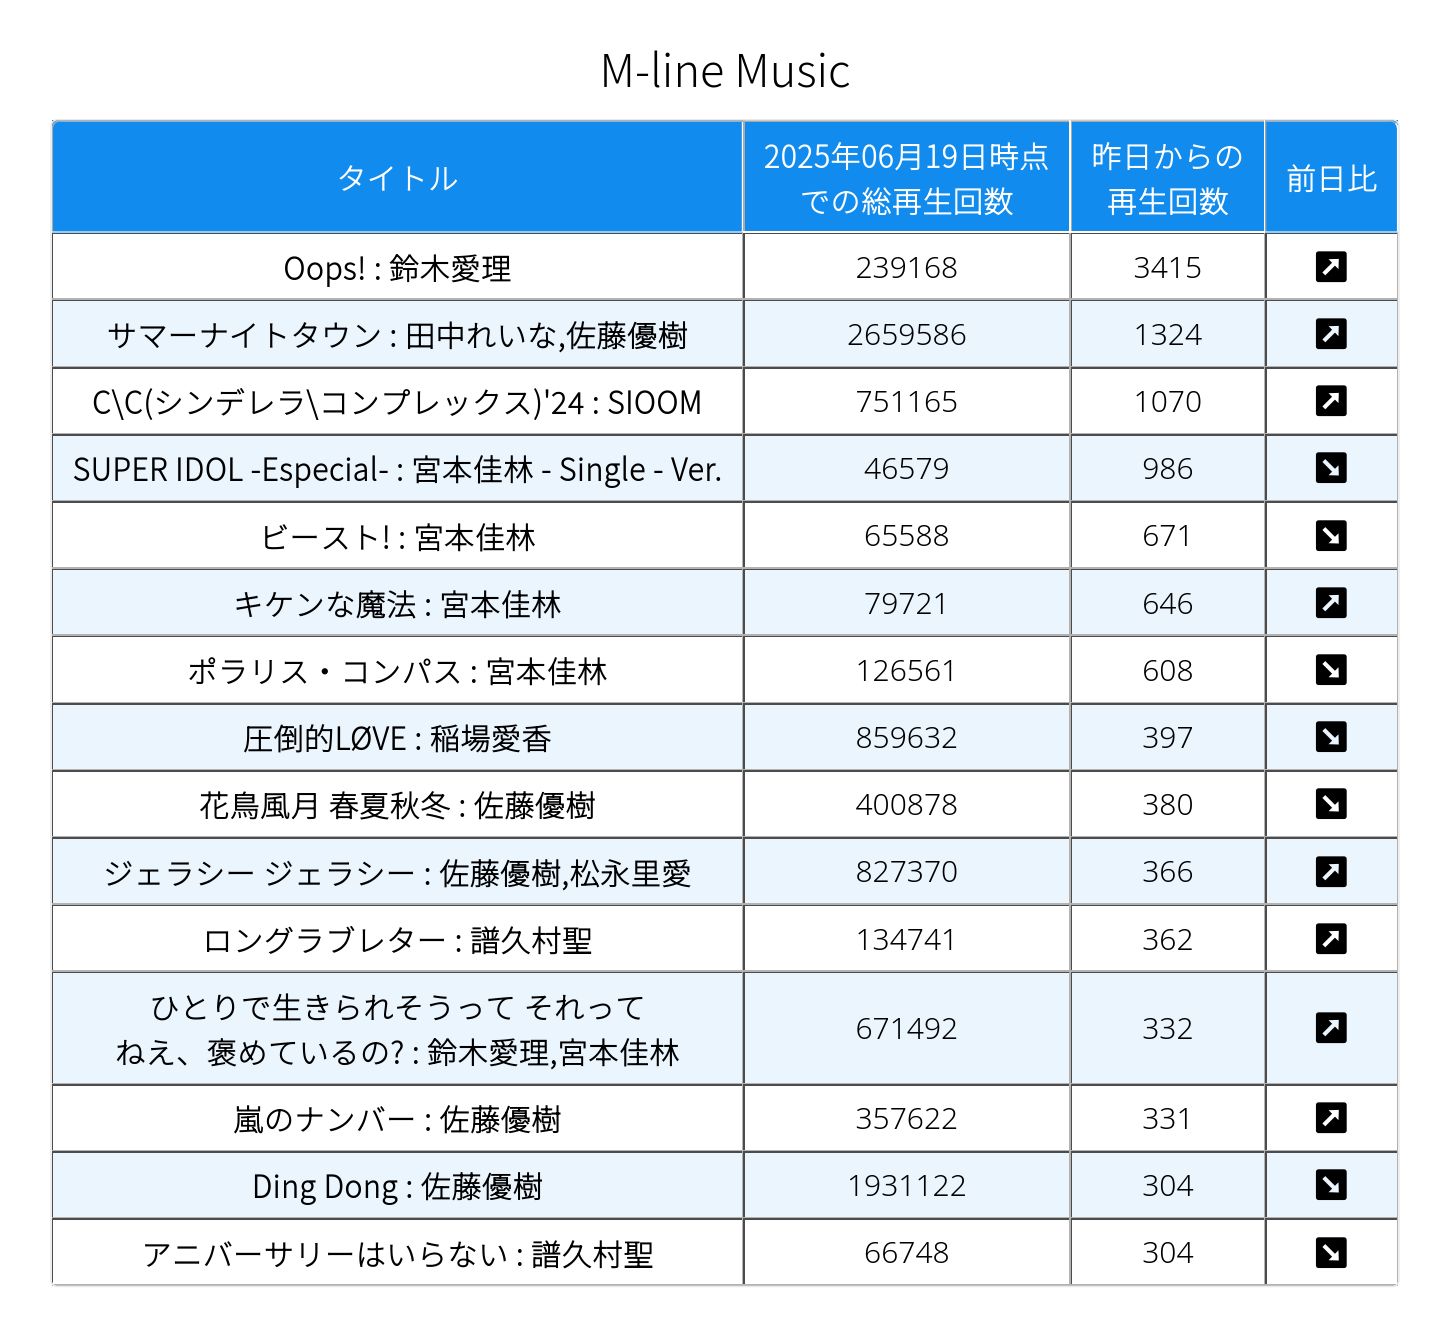 M-line Music
タイトル 2025年06月19日時点 昨日からの 前日比
での総再生回数 再生回数
Oops! : 鈴木愛理 239168 3415
サマーナイトタウン : 田中れいな,佐藤優樹 2659586 1324
C\C(シンデレラ\コンプレックス)'24 : SIOOM 751165 1070
SUPER IDOL -Especial- : 宮本佳林 - Single - Ver. 46579 986
ビースト! : 宮本佳林 65588 671
キケンな魔法 : 宮本佳林 79721 646
ポラリス・コンパス : 宮本佳林 126561 608
圧倒的LØVE : 稲場愛香 859632 397
花鳥風月 春夏秋冬 : 佐藤優樹 400878 380
ジェラシー ジェラシー : 佐藤優樹,松永里愛 827370 366
ロングラブレター : 譜久村聖 134741 362
ひとりで生きられそうって それって
ねえ、褒めているの? : 鈴木愛理,宮本佳林 671492 332
嵐のナンバー : 佐藤優樹 357622 331
Ding Dong : 佐藤優樹 1931122 304
アニバーサリーはいらない : 譜久村聖 66748 304